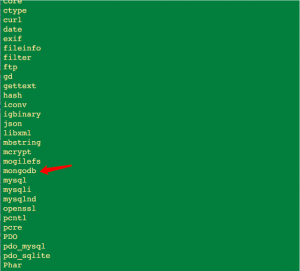 Core
ctype
curl
date
exif
fileinfo
filter
ftp
gd
gettext
hash
iconv
igbinary
json
libxml
mbstring
mcrypt
mogilefs
mongodb
mysql
mysqli
mysqlnd
openssl
pcntl
pcre
PDO
pdo_mysql
pdo_sqlite
Phar